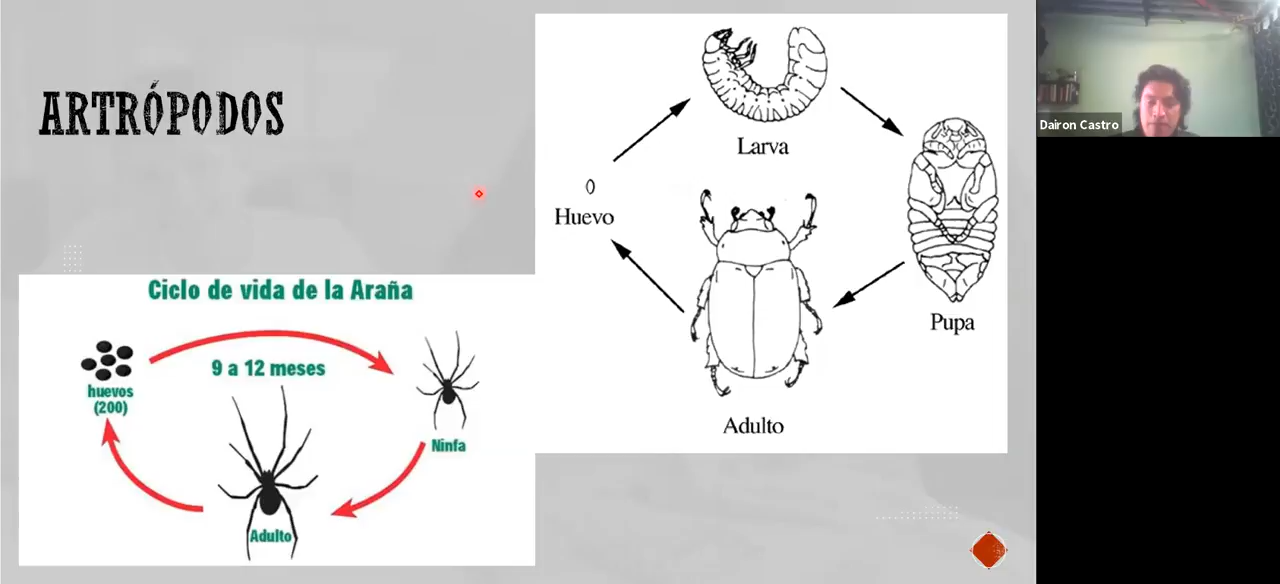 ARTRÓPODOS
Larva
Huevo
Pupa
Adulto
Ciclo de vida de la Araña
9 a 12 meses
huevos
(200)
Ninfa
Adulto
Dairon Castro